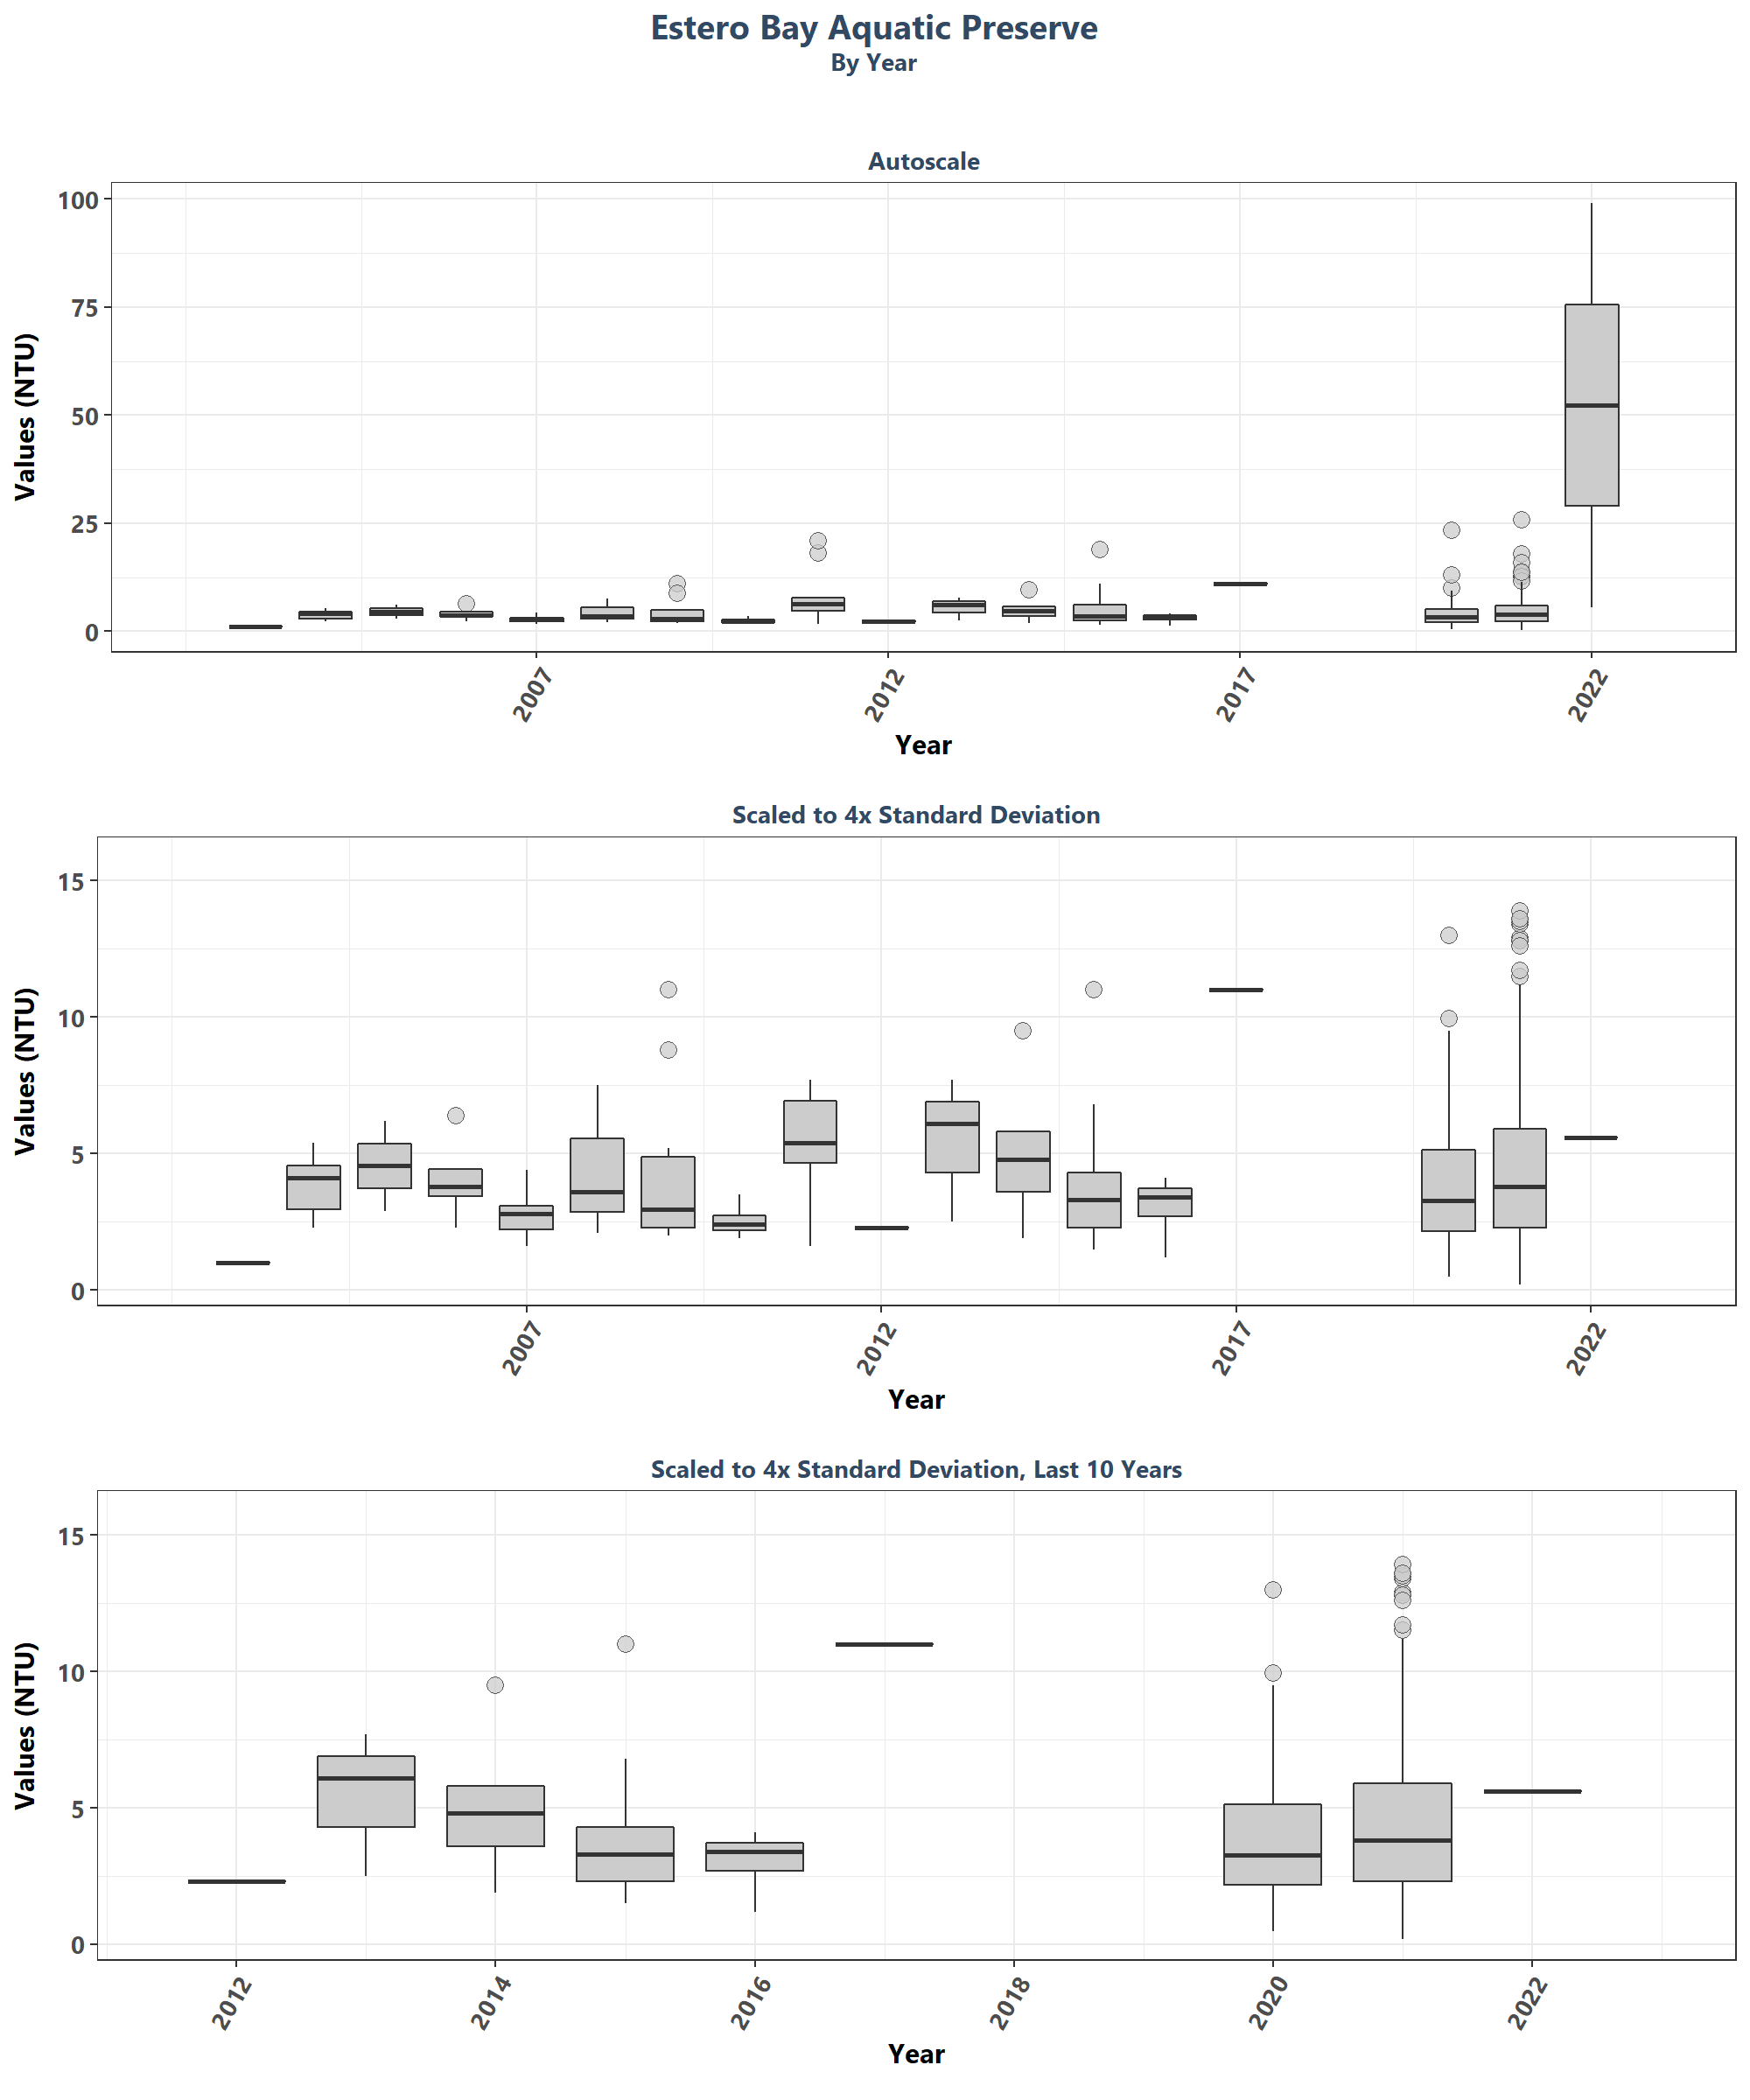 Estero Bay Aquatic Preserve
By Year
Autoscale
Values (NTU)
100
75
50
25
0
2007
2012
2017
2022
Year
Scaled to 4x Standard Deviation
Values (NTU)
15
10
5
0
2007
2012
2017
2022
Year
Scaled to 4x Standard Deviation, Last 10 Years
Values (NTU)
15
10
5
0
2012
2014
2016
2018
2020
2022
Year